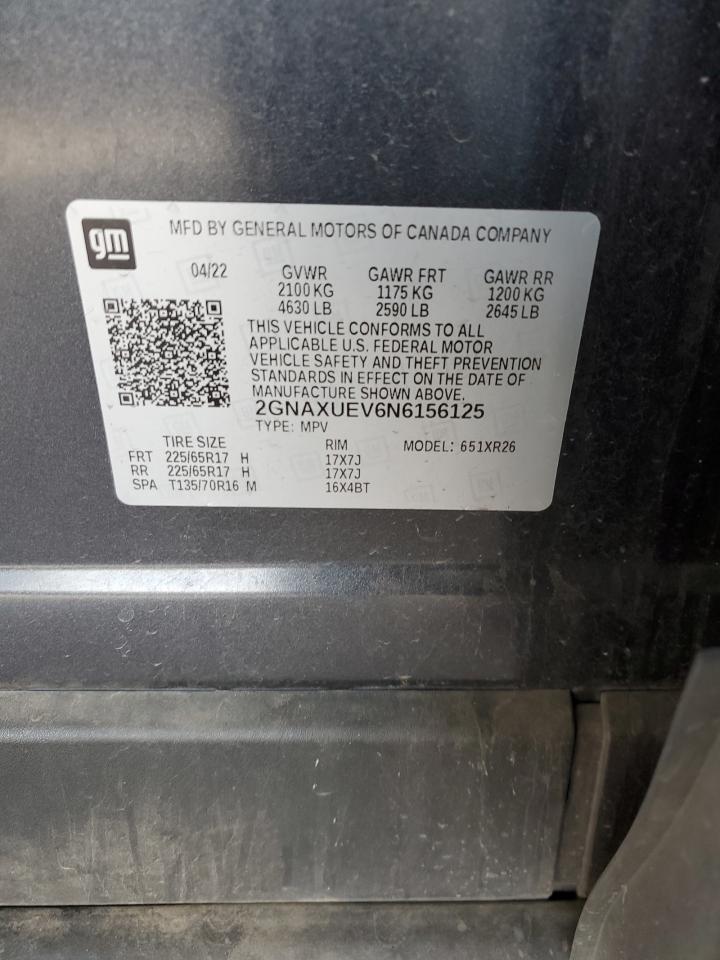 gm MFD BY GENERAL MOTORS OF CANADA COMPANY
04/22 GVWR GAWR FRT GAWR RR
2100 KG 1175 KG 1200 KG
4630 LB 2590 LB 2645 LB
THIS VEHICLE CONFORMS TO ALL
APPLICABLE U.S. FEDERAL MOTOR
VEHICLE SAFETY AND THEFT PREVENTION
STANDARDS IN EFFECT ON THE DATE OF
MANUFACTURE SHOWN ABOVE.
2GNAXUEV6N6156125
TYPE: MPV
TIRE SIZE RIM MODEL: 651XR26
FRT 225/65R17 H 17X7J
RR 225/65R17 H 17X7J
SPA T135/70R16 M 16X4BT